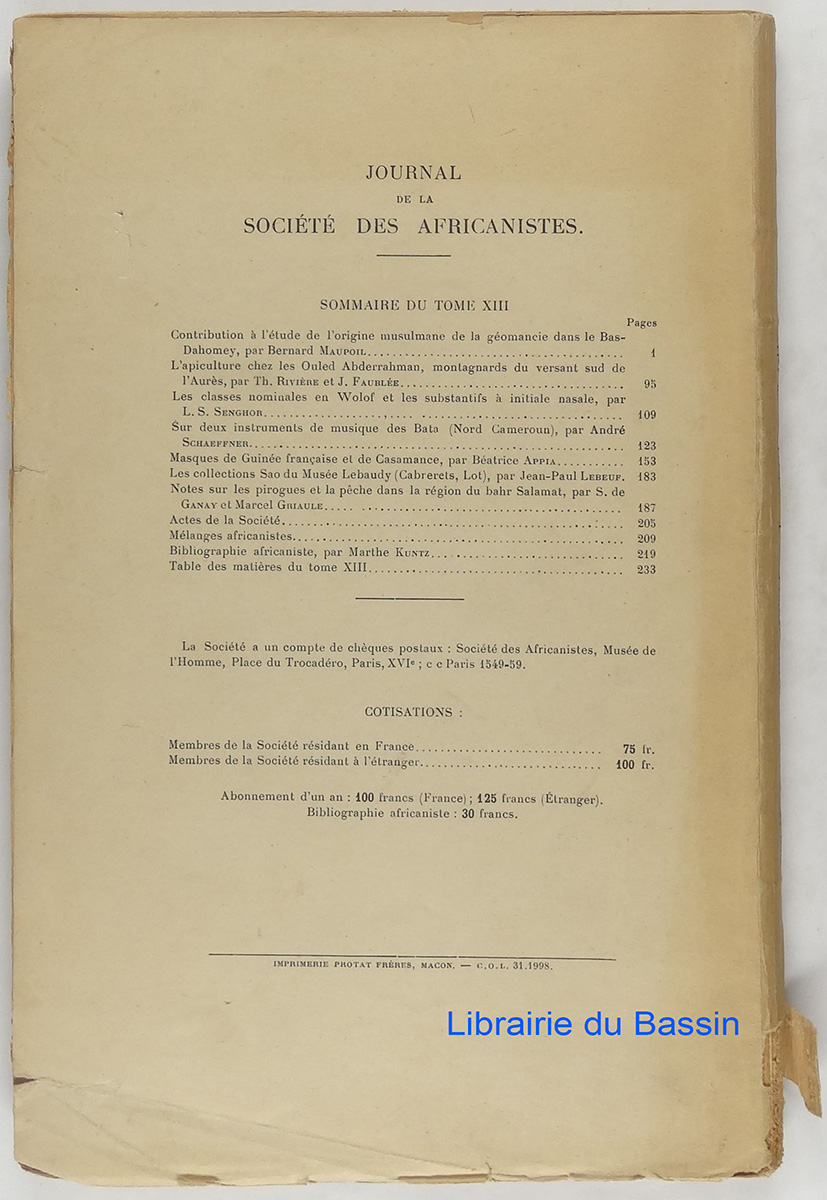 JOURNAL
DE LA
SOCIÉTÉ DES AFRICANISTES.
SOMMAIRE DU TOME XIII
Pages
Contribution à l'étude de l'origine musulmane de la géomancie dans le Bas-
Dahomey, par Bernard MAUPOIL........................................ 1
L'apiculture chez les Ouled Abderrahman, montagnards du versant sud de
l'Aurès, par Th. RIVIÈRE et J. FAUBLÉE................................... 95
Les classes nominales en Wolof et les substantifs à initiale nasale, par
L. S. SENGHOR................................................... 109
Sur deux instruments de musique des Bata (Nord Cameroun), par André
SCHAEFFNER..................................................... 123
Masques de Guinée française et de Casamance, par Béatrice APPIA........... 153
Les collections Sao du Musée Lebaudy (Cabrerets, Lot), par Jean-Paul LEBEUF. 183
Notes sur les pirogues et la pêche dans la région du bahr Salamat, par S. de
GANAY et Marcel GRIAULE........................................... 187
Actes de la Société.................................................. 205
Mélanges africanistes................................................ 209
Bibliographie africaniste, par Marthe KUNTZ............................. 219
Table des matières du tome XIII........................................ 233
La Société a un compte de chèques postaux : Société des Africanistes, Musée de
l'Homme, Place du Trocadéro, Paris, XVIe ; c c Paris 1549-59.
COTISATIONS :
Membres de la Société résidant en France.............................. 75 fr.
Membres de la Société résidant à l'étranger............................. 100 fr.
Abonnement d'un an : 100 francs (France) ; 125 francs (Étranger).
Bibliographie africaniste : 30 francs.
IMPRIMERIE PROTAT FRÈRES, MACON. — C.O.L. 31.1998.
Librairie du Bassin